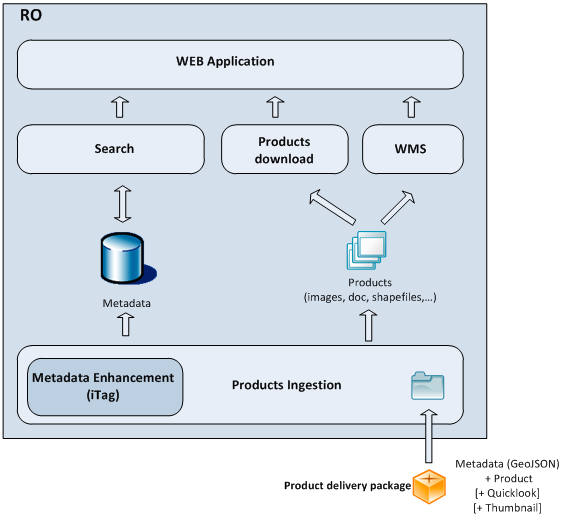 RO
WEB Application
Search
Products
download
WMS
Metadata
Products
(images, doc, shapefiles,...)
Metadata Enhancement
(iTag)
Products Ingestion
Product delivery package
Metadata (GeoJSON)
+ Product
[+ Quicklook]
[+ Thumbnail]